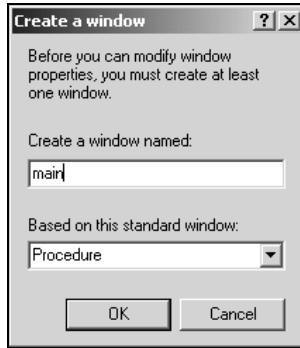 Create a window
Before you can modify window
properties, you must create at least
one window.
Create a window named:
main
Based on this standard window:
Procedure
OK
Cancel